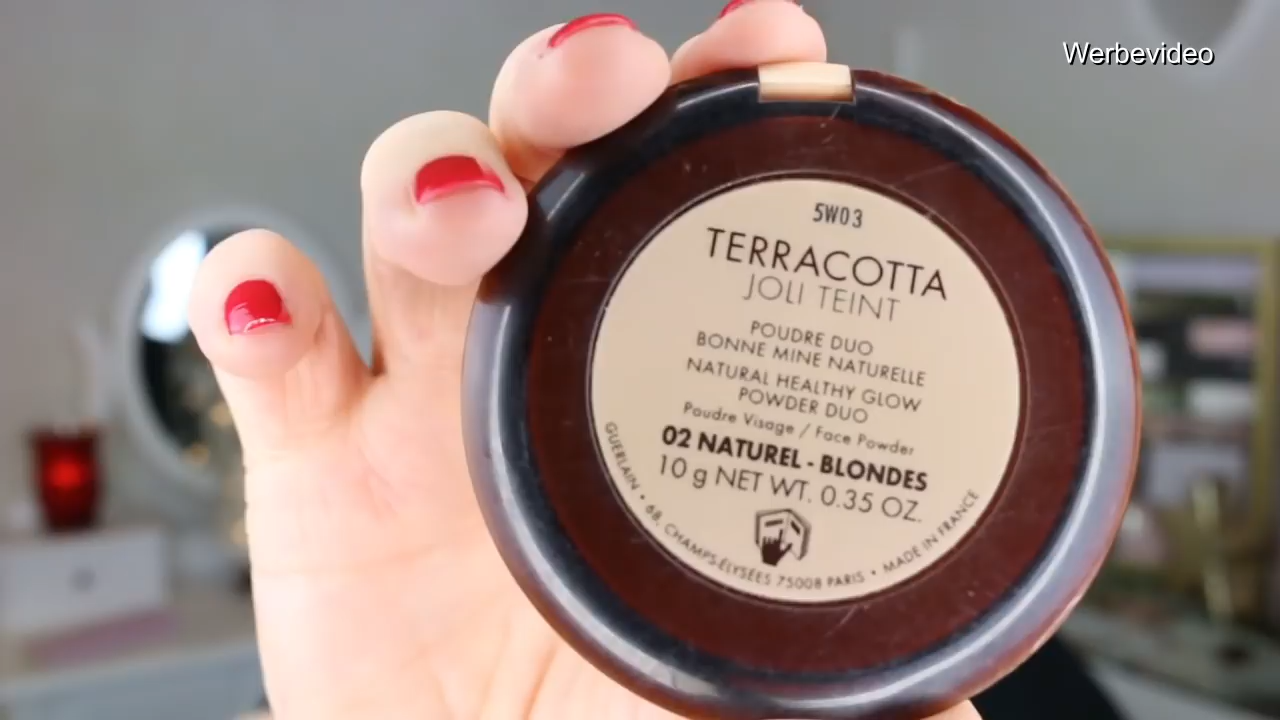 Werbevideo
5W03
TERRACOTTA
JOLI TEINT
POUDRE DUO
BONNE MINE NATURELLE
NATURAL HEALTHY GLOW
POWDER DUO
Poudre Visage / Face Powder
02 NATUREL - BLONDES
10 g NET WT. 0.35 OZ.
GUERLAIN • 68, CHAMPS-ELYSÉES 75008 PARIS • MADE IN FRANCE